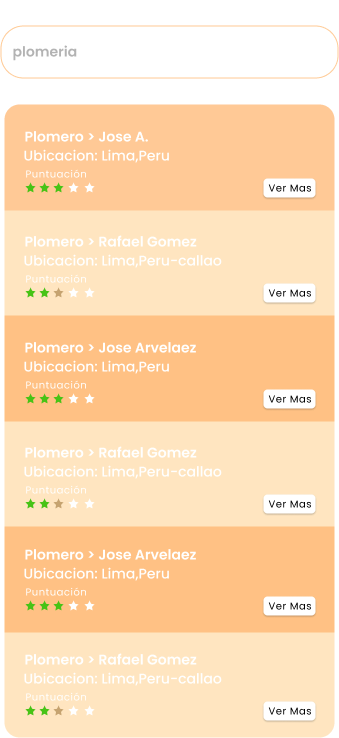 plomeria
Plomero > Jose A.
Ubicacion: Lima,Peru
Puntuación
Ver Mas
Plomero > Rafael Gomez
Ubicacion: Lima,Peru-callao
Puntuación
Ver Mas
Plomero > Jose Arvelaez
Ubicacion: Lima,Peru
Puntuación
Ver Mas
Plomero > Rafael Gomez
Ubicacion: Lima,Peru-callao
Puntuación
Ver Mas
Plomero > Jose Arvelaez
Ubicacion: Lima,Peru
Puntuación
Ver Mas
Plomero > Rafael Gomez
Ubicacion: Lima,Peru-callao
Puntuación
Ver Mas